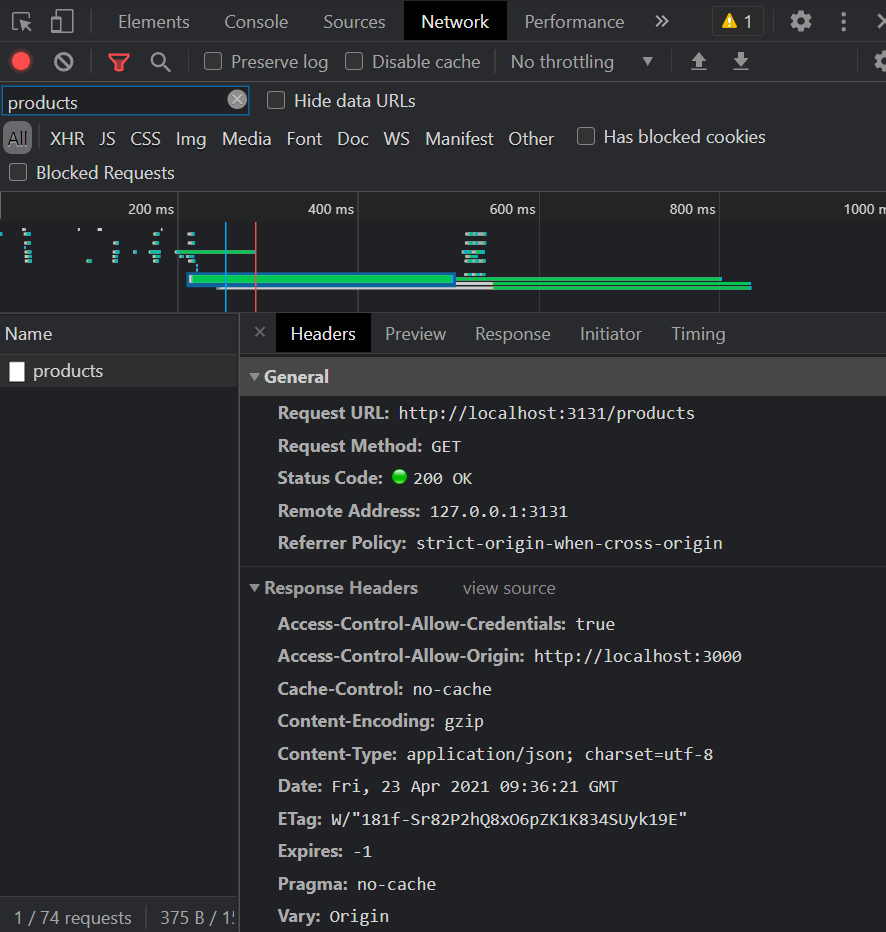 Elements Console Sources Network Performance » 1
Preserve log Disable cache No throttling
products Hide data URLs
All XHR JS CSS Img Media Font Doc WS Manifest Other Has blocked cookies
Blocked Requests
200 ms 400 ms 600 ms 800 ms 1000 m
Name
products
Headers Preview Response Initiator Timing
General
Request URL: http://localhost:3131/products
Request Method: GET
Status Code: 200 OK
Remote Address: 127.0.0.1:3131
Referrer Policy: strict-origin-when-cross-origin
Response Headers view source
Access-Control-Allow-Credentials: true
Access-Control-Allow-Origin: http://localhost:3000
Cache-Control: no-cache
Content-Encoding: gzip
Content-Type: application/json; charset=utf-8
Date: Fri, 23 Apr 2021 09:36:21 GMT
ETag: W/"181f-Sr82P2hQ8xO6pZK1K834SUyk19E"
Expires: -1
Pragma: no-cache
Vary: Origin
1 / 74 requests 375 B / 1